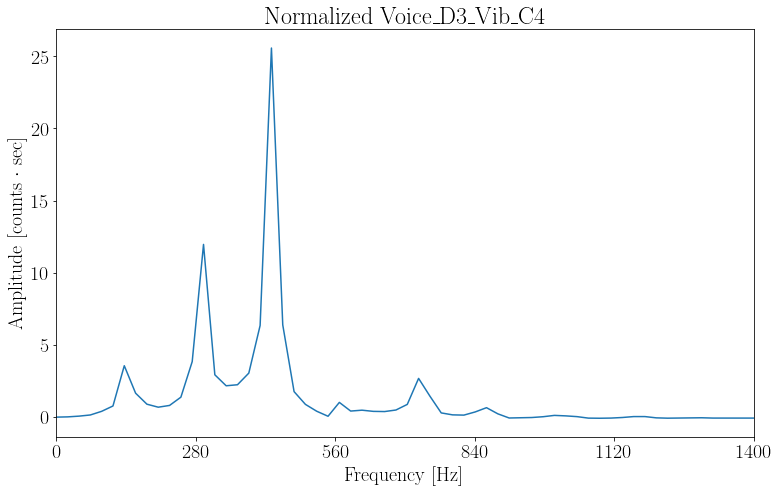 Normalized Voice_D3_Vib_C4
Amplitude [counts · sec]
25
20
15
10
5
0
0 280 560 840 1120 1400
Frequency [Hz]